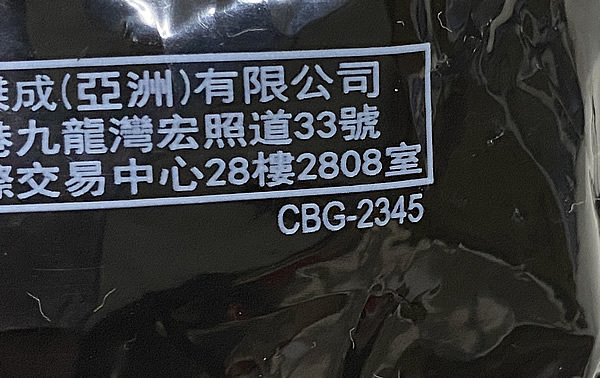 成(亞洲)有限公司
九龍灣宏照道33號
交易中心28樓2808室
CBG-2345